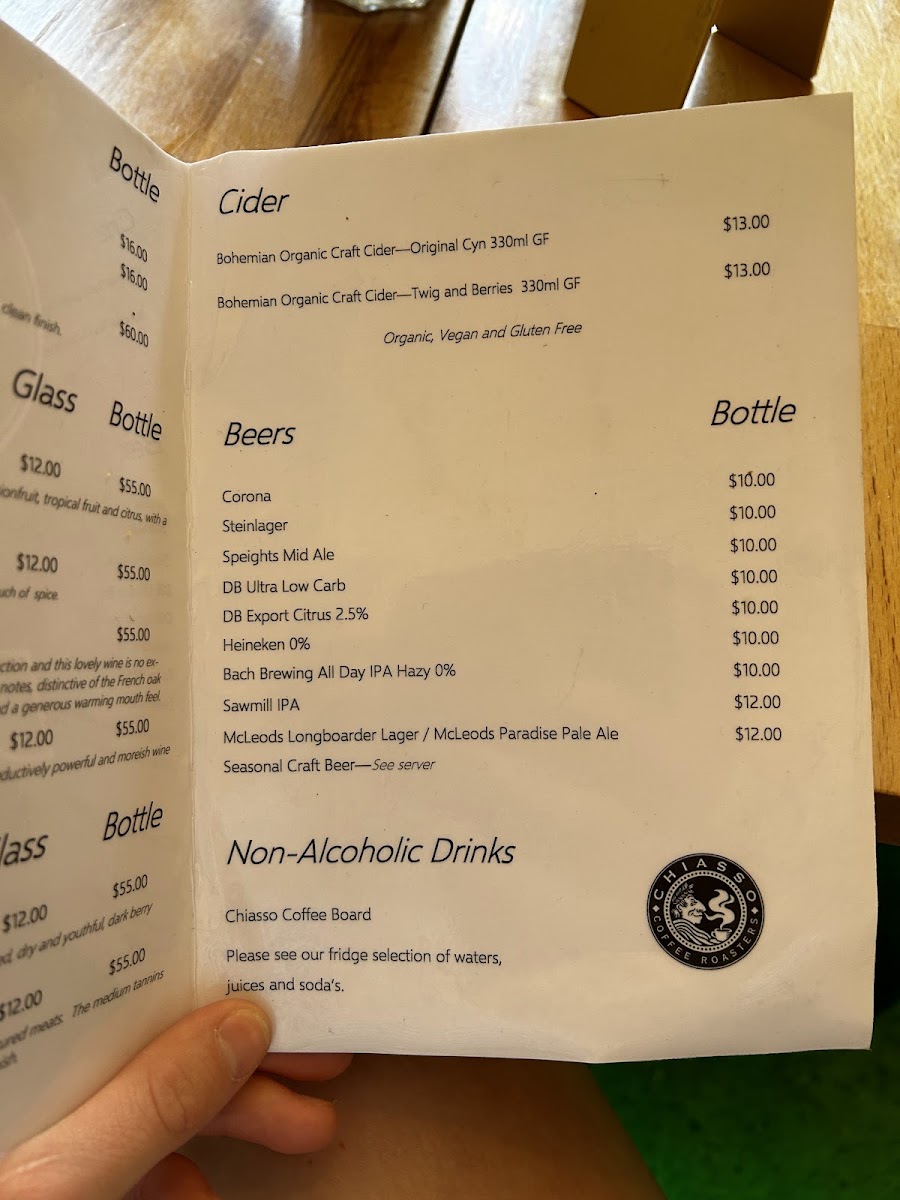 Bottle
$16.00
$16.00
clean finish. $60.00
Glass Bottle
$12.00 $55.00
ionfruit, tropical fruit and citrus, with a
$12.00 $55.00
uch of spice.
$55.00
ction and this lovely wine is no ex-
notes, distinctive of the French oak
d a generous warming mouth feel.
$12.00 $55.00
ductively powerful and moreish wine
lass Bottle
$55.00
$12.00
ed, dry and youthful, dark berry
$55.00
$12.00
ured meats. The medium tannins
Cider
Bohemian Organic Craft Cider—Original Cyn 330ml GF $13.00
Bohemian Organic Craft Cider—Twig and Berries 330ml GF $13.00
Organic, Vegan and Gluten Free
Beers Bottle
Corona $10.00
Steinlager $10.00
Speights Mid Ale $10.00
DB Ultra Low Carb $10.00
DB Export Citrus 2.5% $10.00
Heineken 0% $10.00
Bach Brewing All Day IPA Hazy 0% $10.00
Sawmill IPA $12.00
McLeods Longboarder Lager / McLeods Paradise Pale Ale $12.00
Seasonal Craft Beer—See server
Non-Alcoholic Drinks
Chiasso Coffee Board
Please see our fridge selection of waters,
juices and soda's.
CHIASSO
COFFEE ROASTERS